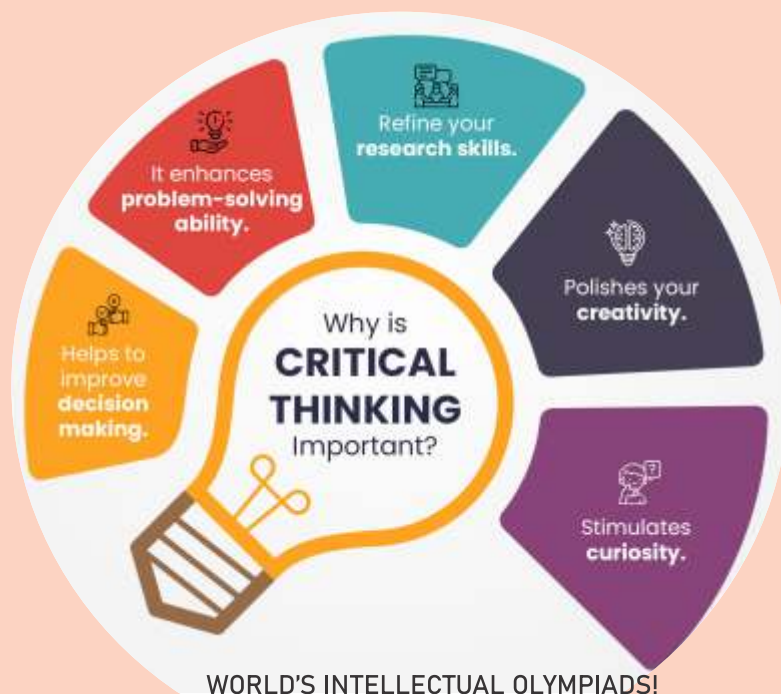 Helps to
improve
decision
making.
It enhances
problem-solving
ability.
Refine your
research skills.
Polishes your
creativity.
Stimulates
curiosity.
Why is
CRITICAL
THINKING
Important?
WORLD'S INTELLECTUAL OLYMPIADS!